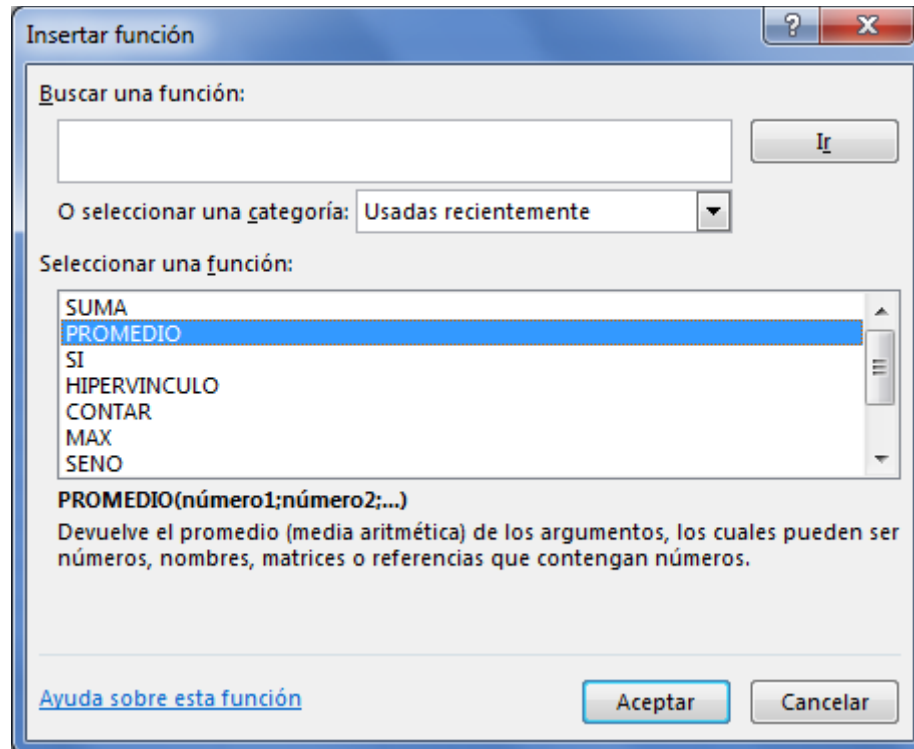 Insertar función
Buscar una función:
Ir
O seleccionar una categoría: Usadas recientemente
Seleccionar una función:
SUMA
PROMEDIO
SI
HIPERVINCULO
CONTAR
MAX
SENO
PROMEDIO(número1;número2;...)
Devuelve el promedio (media aritmética) de los argumentos, los cuales pueden ser
números, nombres, matrices o referencias que contengan números.
Ayuda sobre esta función
Aceptar
Cancelar